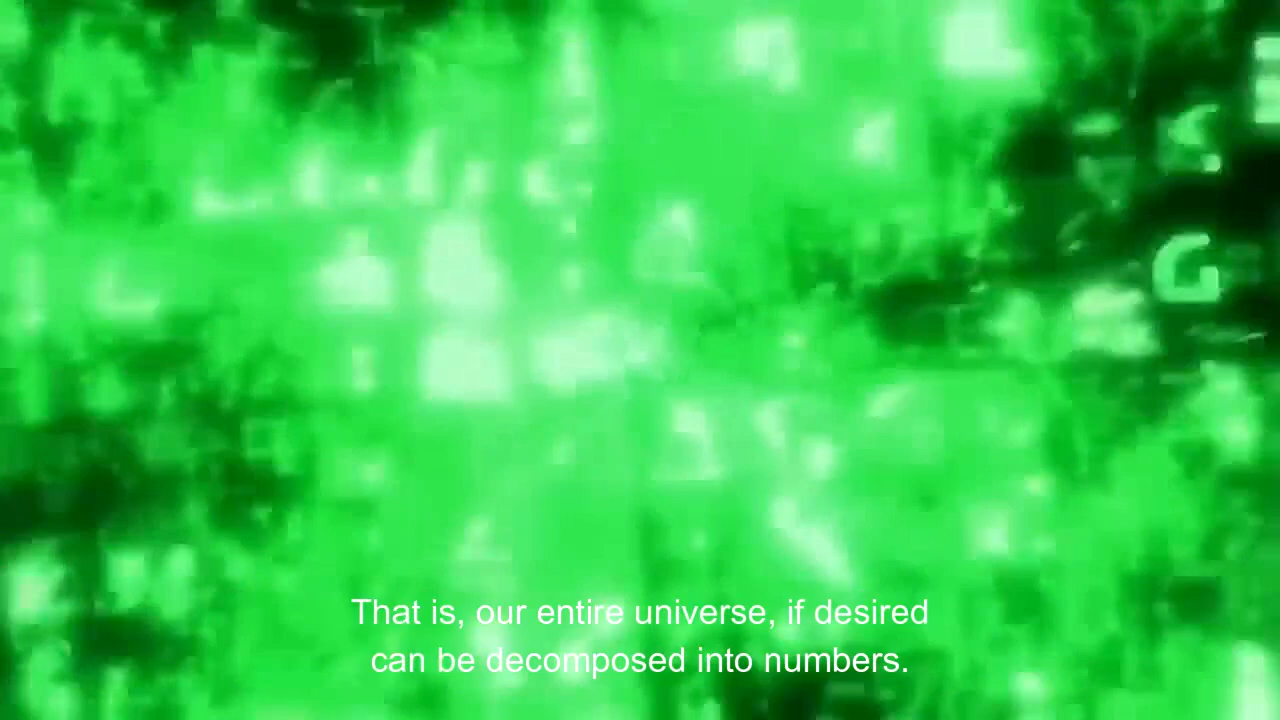 G
That is, our entire universe, if desired
can be decomposed into numbers.